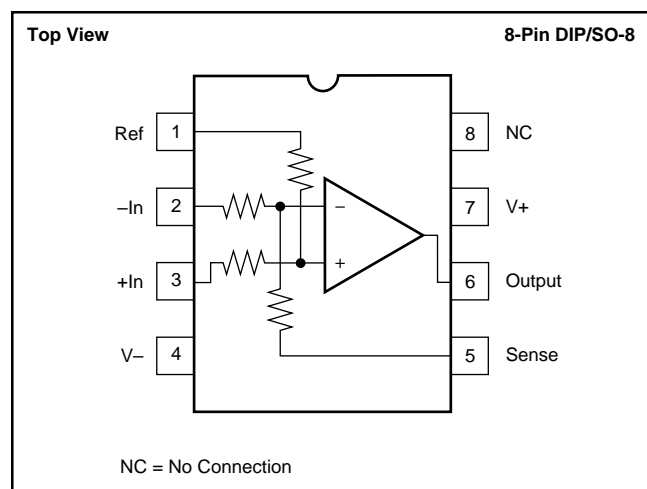 Top View 8-Pin DIP/SO-8
Ref 1 8 NC
–In 2 – 7 V+
+In 3 + 6 Output
V– 4 5 Sense
NC = No Connection